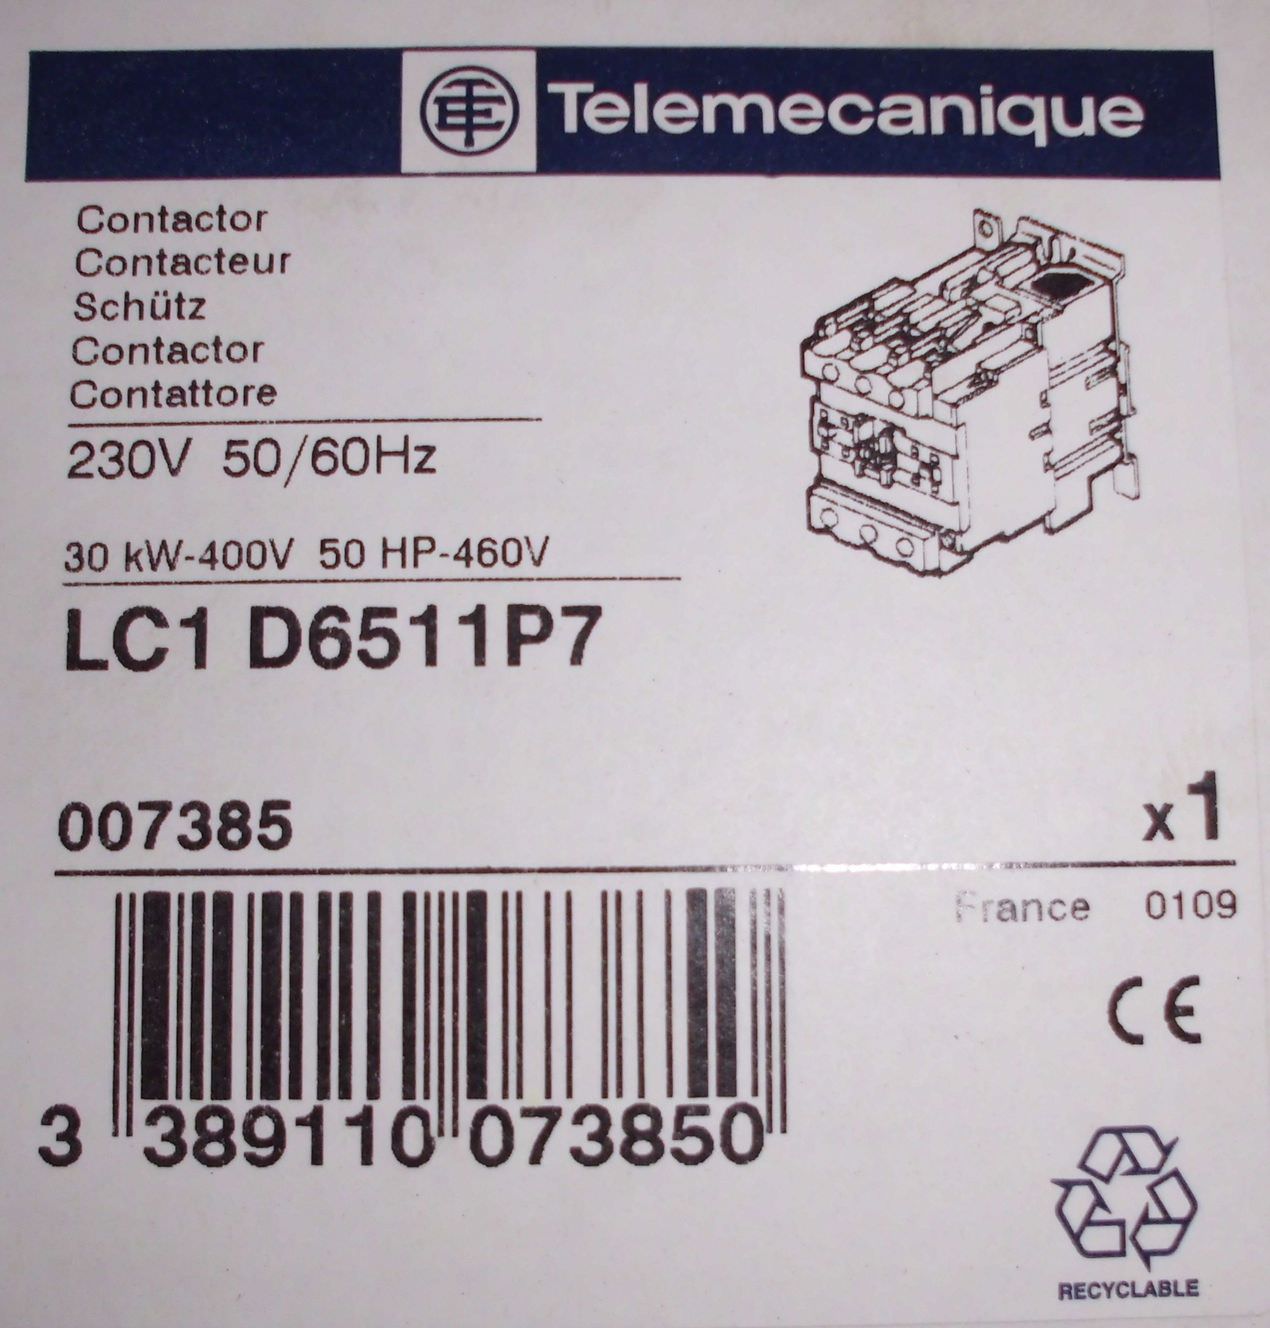 Telemecanique
Contactor
Contacteur
Schütz
Contactor
Contattore
230V 50/60Hz
30 kW-400V 50 HP-460V
LC1 D6511P7
007385 x1
France 0109
CE
3 389110 073850
RECYCLABLE